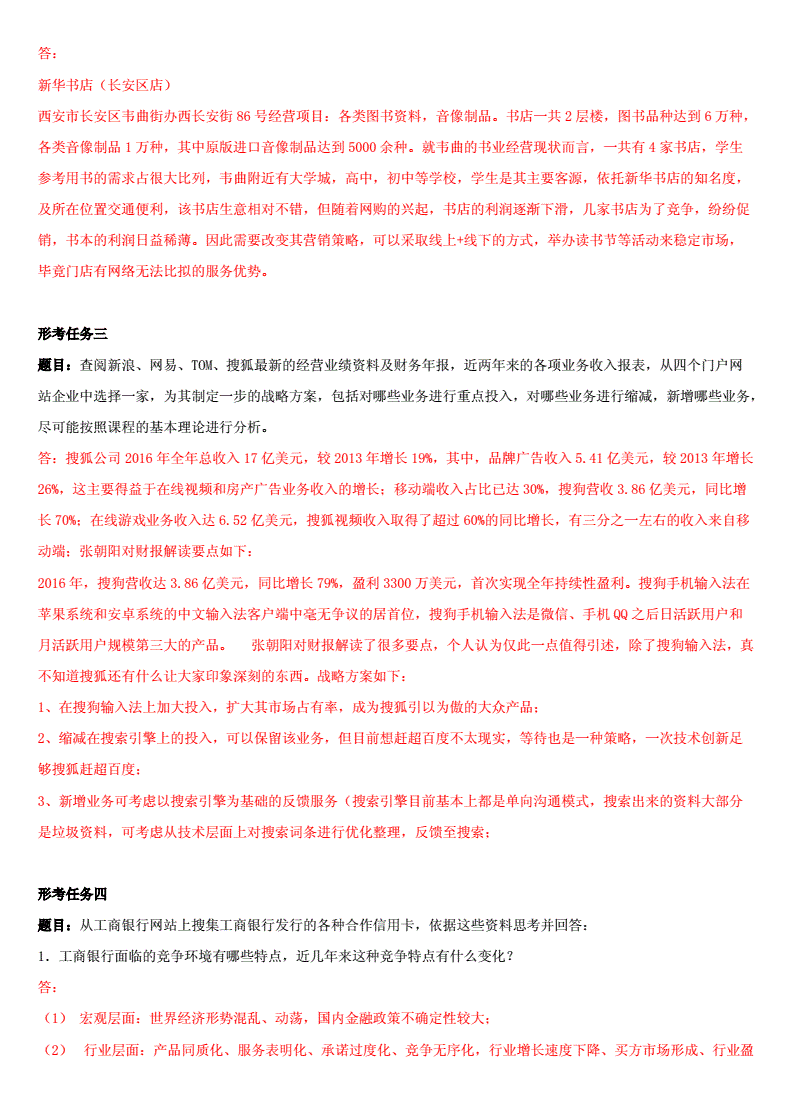 答：
新华书店（长安区店）
西安市长安区韦曲街办西长安街 86 号经营项目：各类图书资料，音像制品。书店一共 2 层楼，图书品种达到 6 万种，
各类音像制品 1 万种，其中原版进口音像制品达到 5000 余种。就韦曲的书业经营现状而言，一共有 4 家书店，学生
参考用书的需求占很大比列，韦曲附近有大学城，高中，初中等学校，学生是其主要客源，依托新华书店的知名度，
及所在位置交通便利，该书店生意相对不错，但随着网购的兴起，书店的利润逐渐下滑，几家书店为了竞争，纷纷促
销，书本的利润日益稀薄。因此需要改变其营销策略，可以采取线上+线下的方式，举办读书节等活动来稳定市场，
毕竟门店有网络无法比拟的服务优势。
形考任务三
题目：查阅新浪、网易、TOM、搜狐最新的经营业绩资料及财务年报，近两年来的各项业务收入报表，从四个门户网
站企业中选择一家，为其制定一步的战略方案，包括对哪些业务进行重点投入，对哪些业务进行缩减，新增哪些业务，
尽可能按照课程的基本理论进行分析。
答：搜狐公司 2016 年全年总收入 17 亿美元，较 2013 年增长 19%，其中，品牌广告收入 5.41 亿美元，较 2013 年增长
26%，这主要得益于在线视频和房产广告业务收入的增长；移动端收入占比已达 30%，搜狗营收 3.86 亿美元，同比增
长 70%；在线游戏业务收入达 6.52 亿美元，搜狐视频收入取得了超过 60%的同比增长，有三分之一左右的收入来自移
动端；张朝阳对财报解读要点如下：
2016 年，搜狗营收达 3.86 亿美元，同比增长 79%，盈利 3300 万美元，首次实现全年持续性盈利。搜狗手机输入法在
苹果系统和安卓系统的中文输入法客户端中毫无争议的居首位，搜狗手机输入法是微信、手机 QQ 之后日活跃用户和
月活跃用户规模第三大的产品。　张朝阳对财报解读了很多要点，个人认为仅此一点值得引述，除了搜狗输入法，真
不知道搜狐还有什么让大家印象深刻的东西。战略方案如下：
1、在搜狗输入法上加大投入，扩大其市场占有率，成为搜狐引以为傲的大众产品；
2、缩减在搜索引擎上的投入，可以保留该业务，但目前想赶超百度不太现实，等待也是一种策略，一次技术创新足
够搜狐赶超百度；
3、新增业务可考虑以搜索引擎为基础的反馈服务（搜索引擎目前基本上都是单向沟通模式，搜索出来的资料大部分
是垃圾资料，可考虑从技术层面上对搜索词条进行优化整理，反馈至搜索；
形考任务四
题目：从工商银行网站上搜集工商银行发行的各种合作信用卡，依据这些资料思考并回答：
1．工商银行面临的竞争环境有哪些特点，近几年来这种竞争特点有什么变化？
答：
（1） 宏观层面：世界经济形势混乱、动荡，国内金融政策不确定性较大；
（2） 行业层面：产品同质化、服务表明化、承诺过度化、竞争无序化，行业增长速度下降、买方市场形成、行业盈